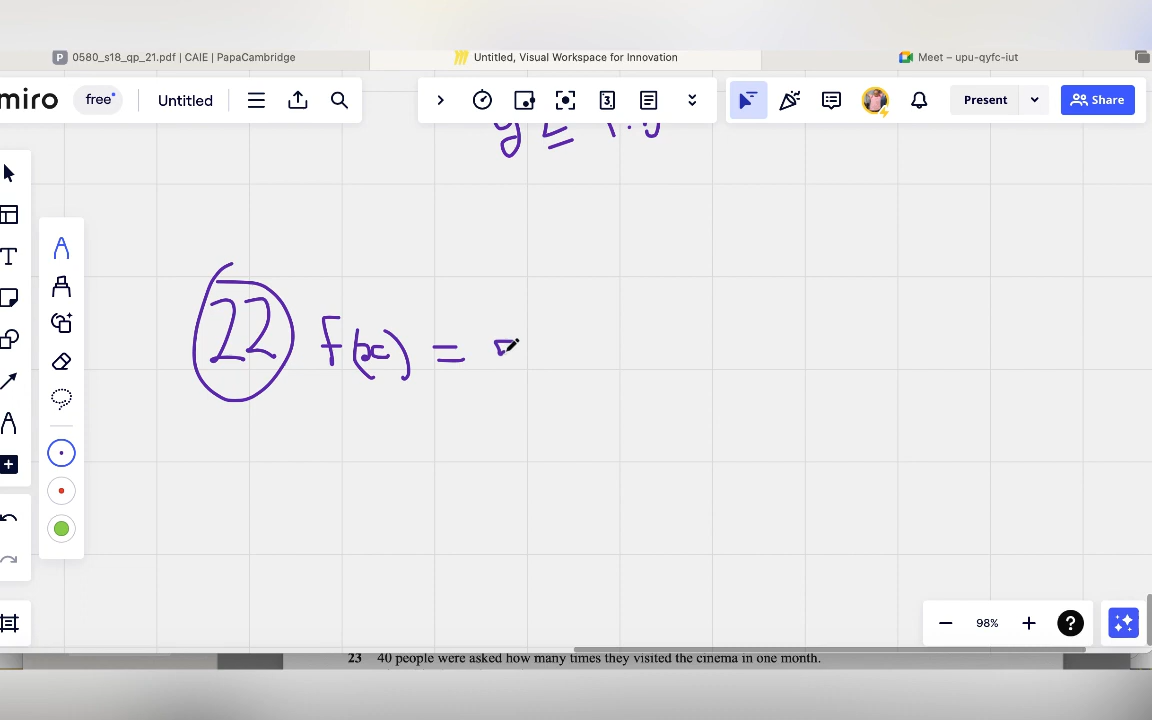 0580_s18_qp_21.pdf | CAIE | PapaCambridge
Untitled, Visual Workspace for Innovation
Meet – upu-qyfc-iut
miro
free
Untitled
3
Present
Share
22 f(x) =
98%
?
23 40 people were asked how many times they visited the cinema in one month.